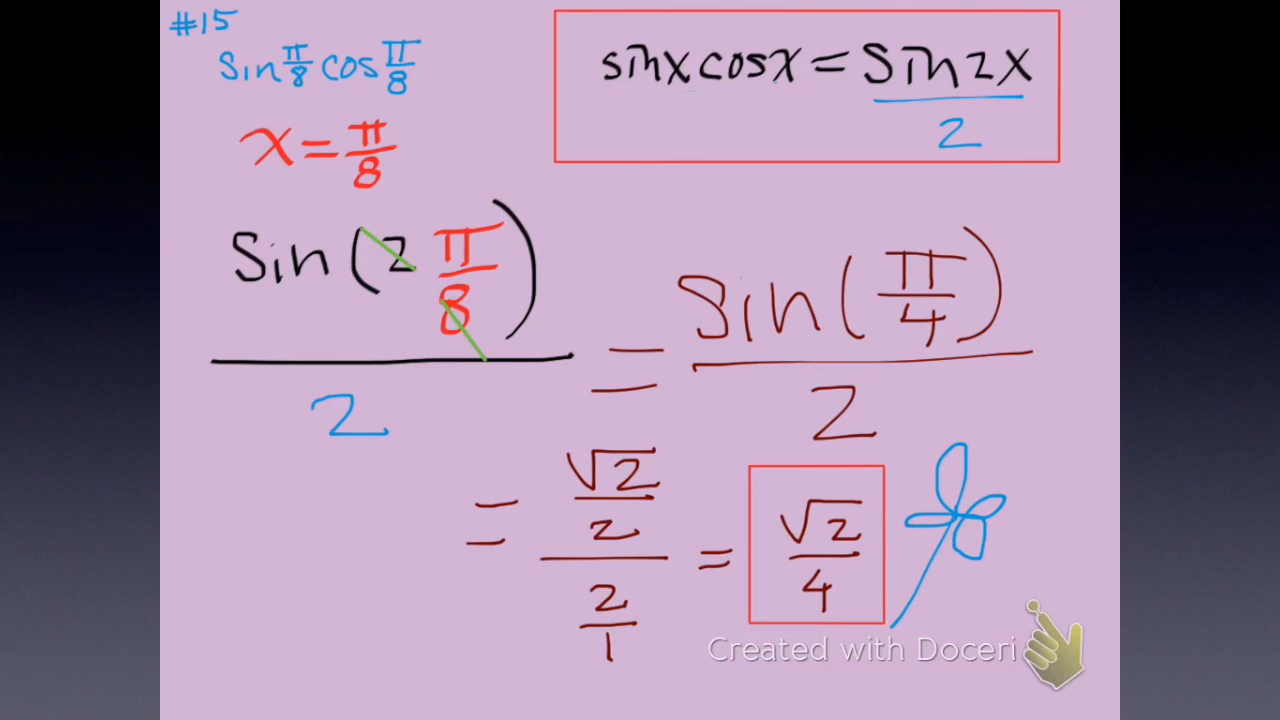 #15
sin π/8 cos π/8
x = π/8
sinx cosx = sin2x / 2
sin(2 π/8) / 2 = sin(π/4) / 2
= (√2/2) / (2/1) = √2/4
Created with Doceri